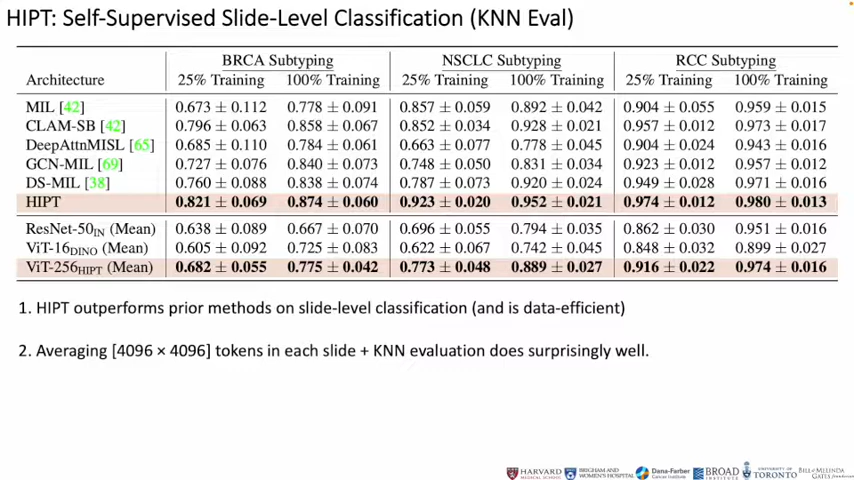 HIPT: Self-Supervised Slide-Level Classification (KNN Eval)
BRCA Subtyping NSCLC Subtyping RCC Subtyping
Architecture 25% Training 100% Training 25% Training 100% Training 25% Training 100% Training
MIL [42] 0.673 ± 0.112 0.778 ± 0.091 0.857 ± 0.059 0.892 ± 0.042 0.904 ± 0.055 0.959 ± 0.015
CLAM-SB [42] 0.796 ± 0.063 0.858 ± 0.067 0.852 ± 0.034 0.928 ± 0.021 0.957 ± 0.012 0.973 ± 0.017
DeepAttnMISL [65] 0.685 ± 0.110 0.784 ± 0.061 0.663 ± 0.077 0.778 ± 0.045 0.904 ± 0.024 0.943 ± 0.016
GCN-MIL [69] 0.727 ± 0.076 0.840 ± 0.073 0.748 ± 0.050 0.831 ± 0.034 0.923 ± 0.012 0.957 ± 0.012
DS-MIL [38] 0.760 ± 0.088 0.838 ± 0.074 0.787 ± 0.073 0.920 ± 0.024 0.949 ± 0.028 0.971 ± 0.016
HIPT 0.821 ± 0.069 0.874 ± 0.060 0.923 ± 0.020 0.952 ± 0.021 0.974 ± 0.012 0.980 ± 0.013
ResNet-50IN (Mean) 0.638 ± 0.089 0.667 ± 0.070 0.696 ± 0.055 0.794 ± 0.035 0.862 ± 0.030 0.951 ± 0.016
ViT-16DINO (Mean) 0.605 ± 0.092 0.725 ± 0.083 0.622 ± 0.067 0.742 ± 0.045 0.848 ± 0.032 0.899 ± 0.027
ViT-256HIPT (Mean) 0.682 ± 0.055 0.775 ± 0.042 0.773 ± 0.048 0.889 ± 0.027 0.916 ± 0.022 0.974 ± 0.016
1. HIPT outperforms prior methods on slide-level classification (and is data-efficient)
2. Averaging [4096 × 4096] tokens in each slide + KNN evaluation does surprisingly well.
HARVARD MEDICAL SCHOOL BRIGHAM AND WOMEN'S HOSPITAL Dana-Farber Cancer Institute BROAD INSTITUTE UNIVERSITY OF TORONTO BILL & MELINDA GATES foundation